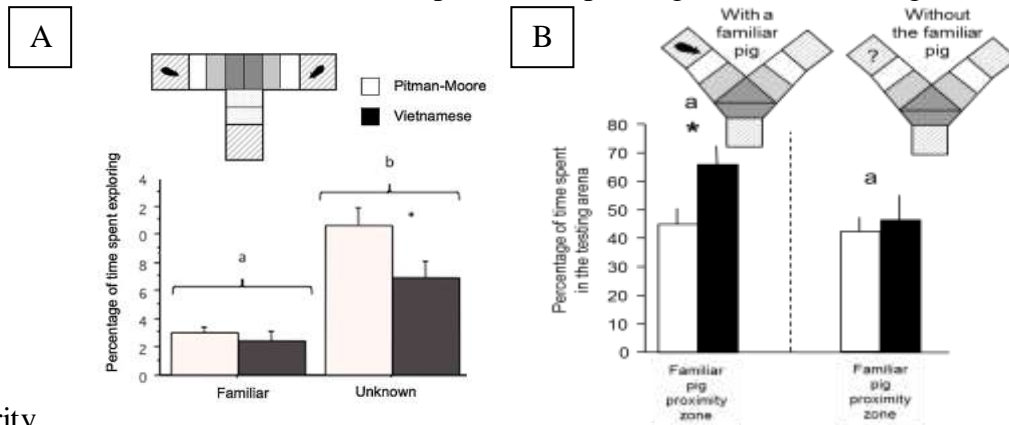 A
Pitman-Moore
Vietnamese
Percentage of time spent exploring
4
2
0
8
6
4
2
0
a
b
*
Familiar
Unknown
B
With a
familiar
pig
Without
the familiar
pig
?
a
*
a
Percentage of time spent
in the testing arena
80
70
60
50
40
30
20
10
0
Familiar
pig
proximity
zone
Familiar
pig
proximity
zone
rity